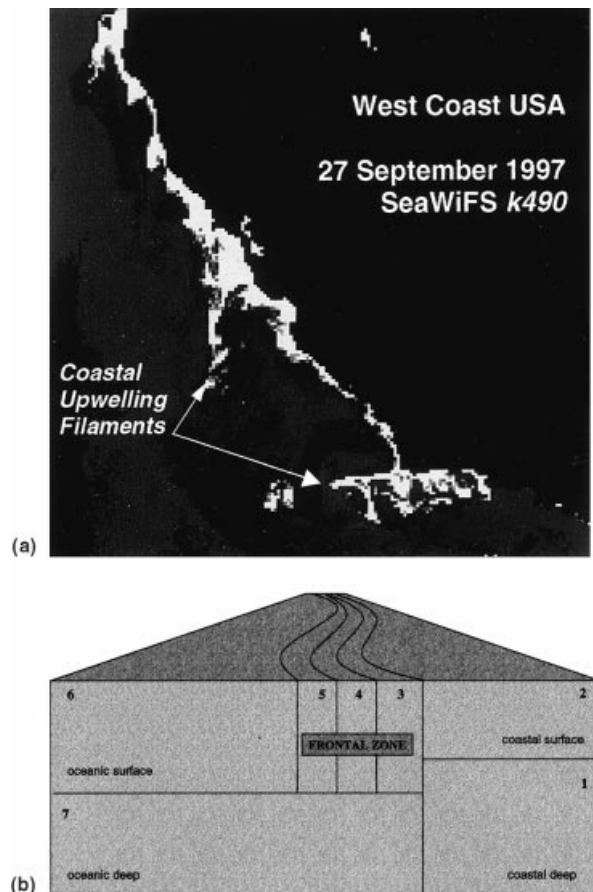 West Coast USA
27 September 1997
SeaWiFS k490
Coastal
Upwelling
Filaments
(a)
6
5
4
3
2
FRONTAL ZONE
coastal surface
oceanic surface
1
7
(b)
oceanic deep
coastal deep